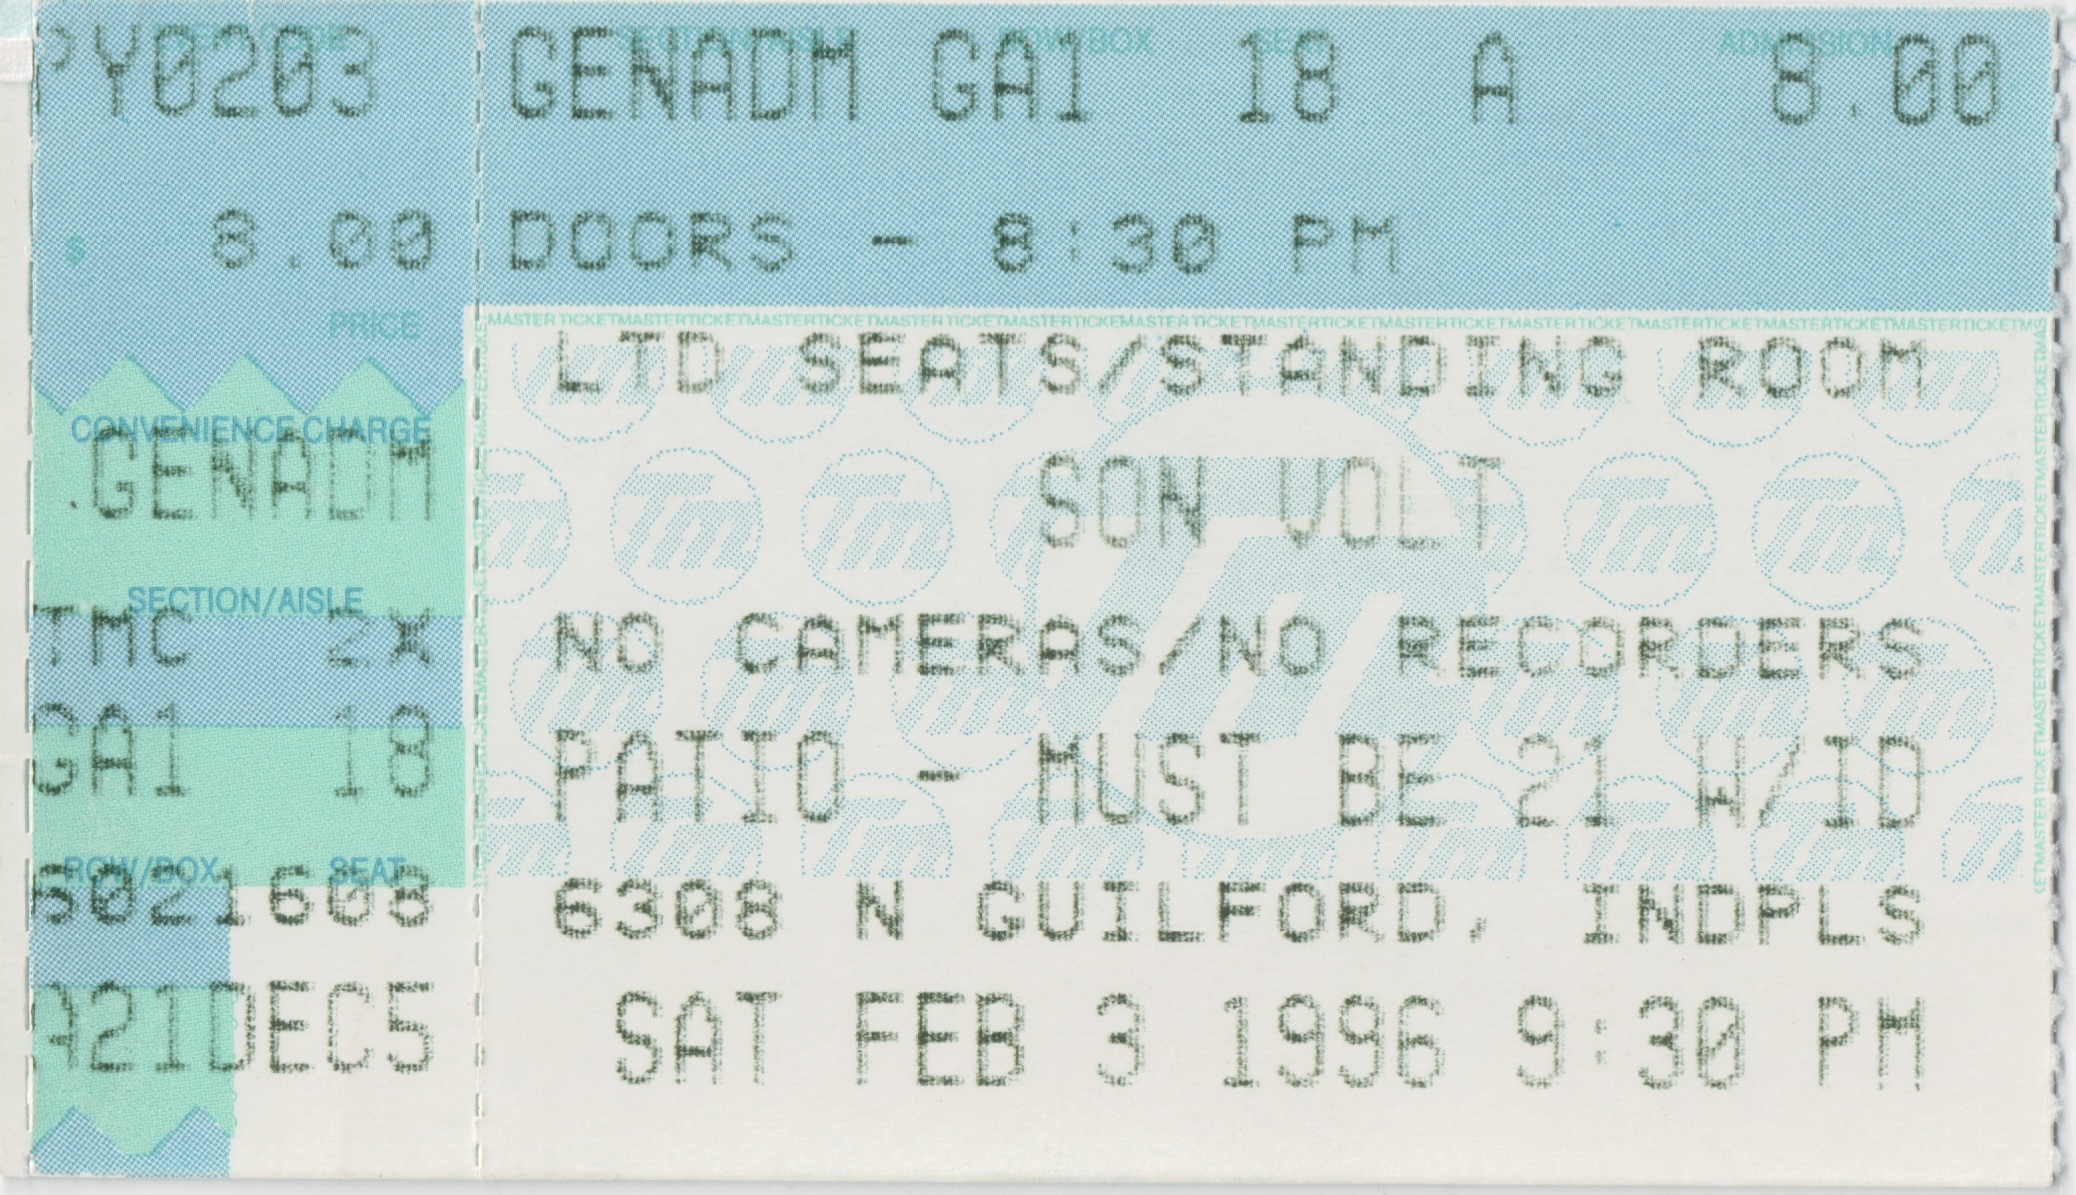 EVENT CODE SECTION/AISLE ROW/BOX SEAT ADMISSION
PY0203 GENADM GA1 18 A 8.00
$ 8.00 DOORS - 8:30 PM
PRICE
CONVENIENCE CHARGE
.GENADM
SECTION/AISLE
TMC 2X
GA1 18
ROW/BOX SEAT
6021608
A21DEC5
MASTERTICKETMASTERTICKETMASTERTICKETMASTERTICKETMASTERTICKETMASTERTICKETMASTERTICKETMASTERTICKETMASTERTICKETMASTERTICKETMASTERTICKETMASTERTICKETMAS
LTD SEATS/STANDING ROOM
SON VOLT
NO CAMERAS/NO RECORDERS
PATIO - MUST BE 21 W/ID
6308 N GUILFORD, INDPLS
SAT FEB 3 1996 9:30 PM